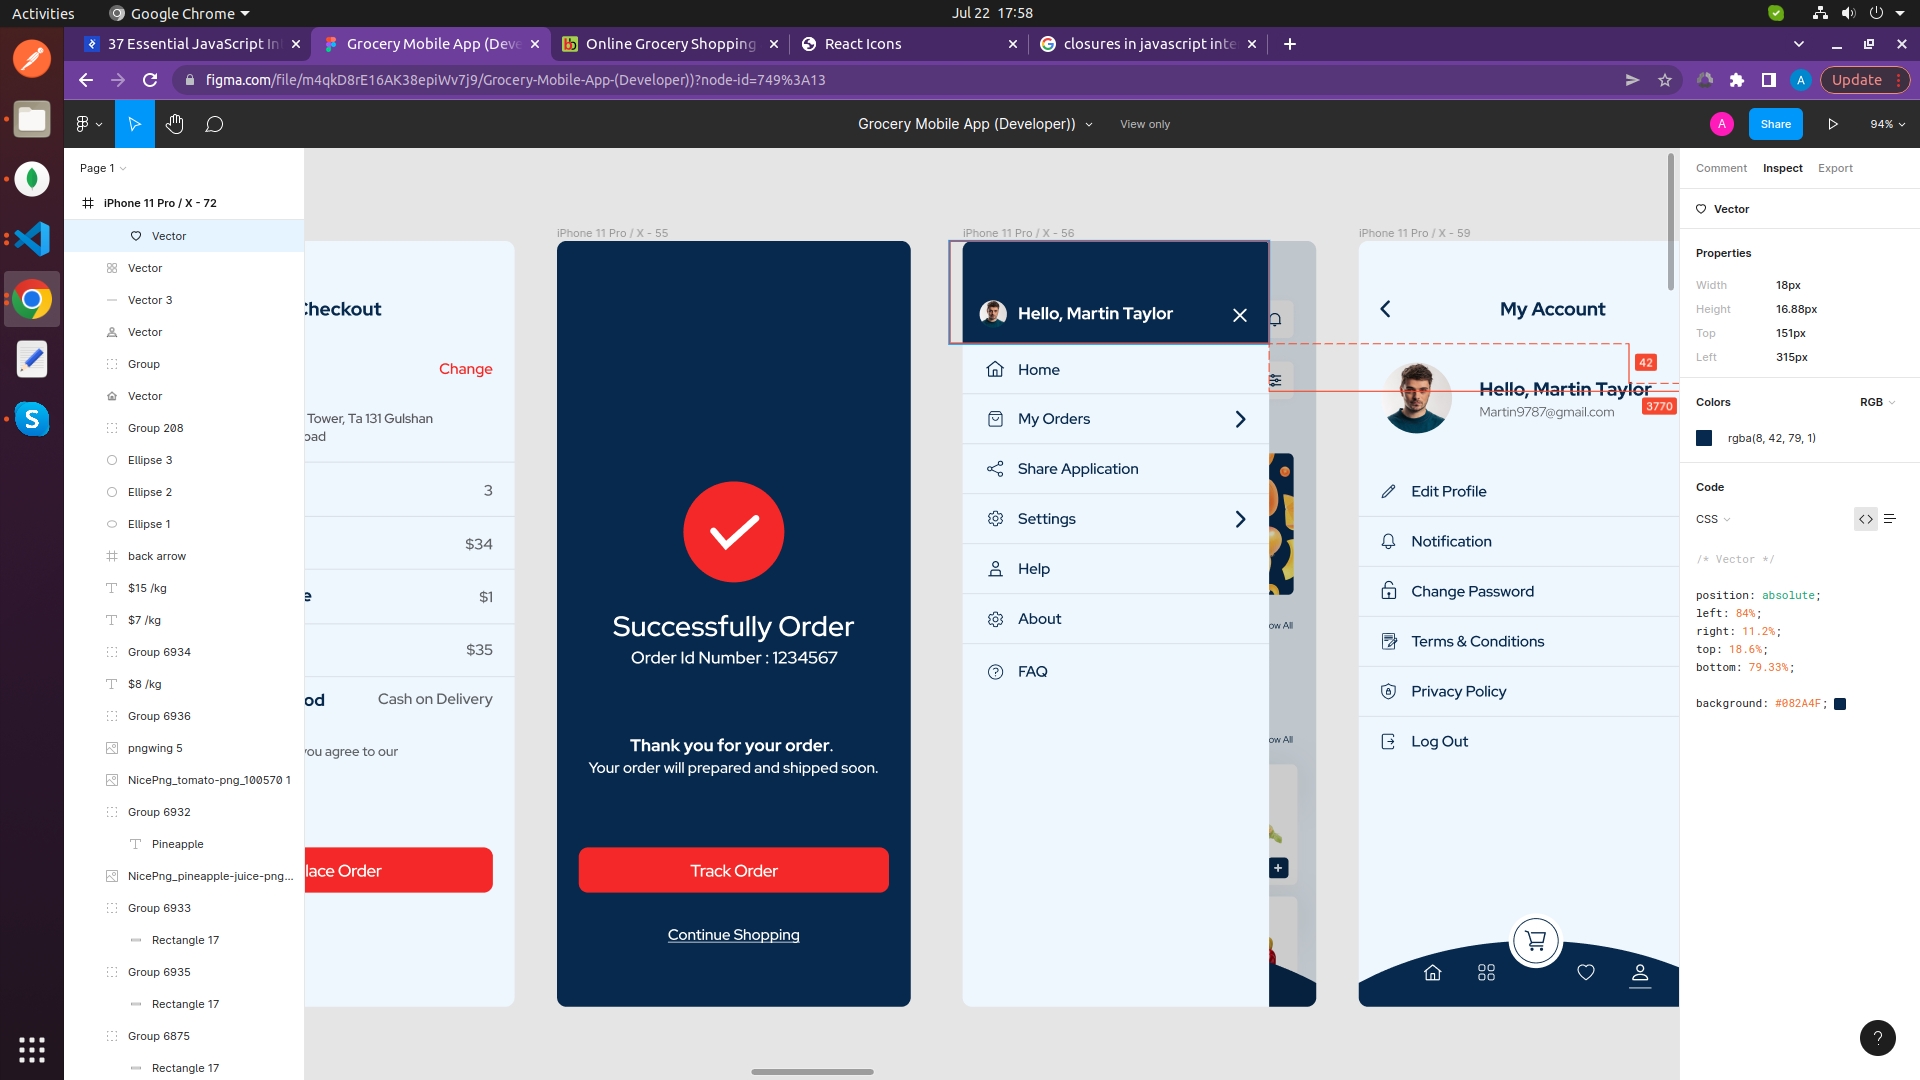 Activities
Google Chrome
Jul 22 17:58
37 Essential JavaScript In
Grocery Mobile App (Deve
Online Grocery Shopping
React Icons
closures in javascript inte
figma.com/file/m4qkD8rE16AK38epiWv7j9/Grocery-Mobile-App-(Developer))?node-id=749%3A13
A
Update
Grocery Mobile App (Developer))
View only
A
Share
94%
Page 1
iPhone 11 Pro / X - 72
Vector
Vector
Vector 3
Vector
Group
Vector
Group 208
Ellipse 3
Ellipse 2
Ellipse 1
back arrow
$15 /kg
$7 /kg
Group 6934
$8 /kg
Group 6936
pngwing 5
NicePng_tomato-png_100570 1
Group 6932
Pineapple
NicePng_pineapple-juice-png...
Group 6933
Rectangle 17
Group 6935
Rectangle 17
Group 6875
Rectangle 17
Checkout
Change
Tower, Ta 131 Gulshan
oad
3
$34
e
$1
$35
od
Cash on Delivery
you agree to our
lace Order
iPhone 11 Pro / X - 55
Successfully Order
Order Id Number : 1234567
Thank you for your order.
Your order will prepared and shipped soon.
Track Order
Continue Shopping
iPhone 11 Pro / X - 56
Hello, Martin Taylor
Home
My Orders
Share Application
Settings
Help
About
FAQ
ow All
ow All
iPhone 11 Pro / X - 59
My Account
42
Hello, Martin Taylor
Martin9787@gmail.com
3770
Edit Profile
Notification
Change Password
Terms & Conditions
Privacy Policy
Log Out
Comment
Inspect
Export
Vector
Properties
Width 18px
Height 16.88px
Top 151px
Left 315px
Colors
RGB
rgba(8, 42, 79, 1)
Code
CSS
/* Vector */
position: absolute;
left: 84%;
right: 11.2%;
top: 18.6%;
bottom: 79.33%;
background: #082A4F;
?